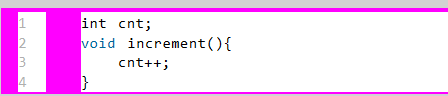 1 int cnt;
2 void increment(){
3     cnt++;
4 }